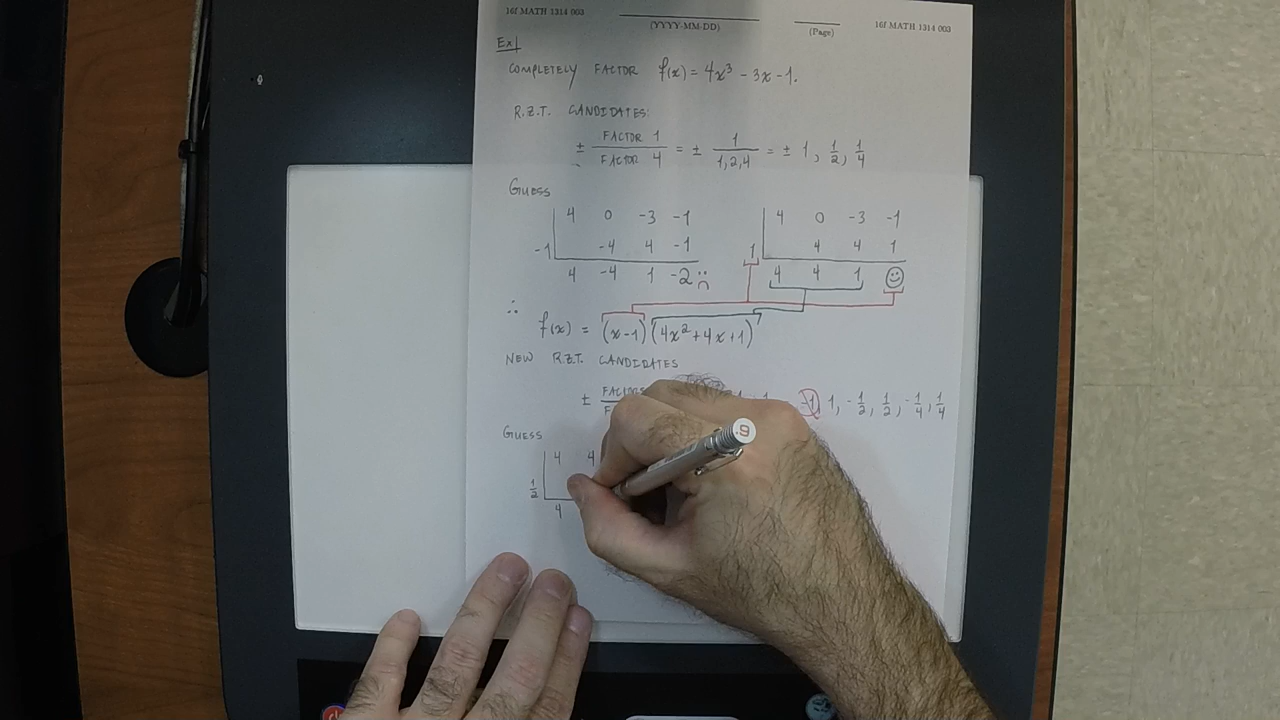 16f MATH 1314 003 (YYYY-MM-DD) (Page) 16f MATH 1314 003
Ex
COMPLETELY FACTOR f(x) = 4x³ - 3x - 1.
R.Z.T. CANDIDATES:
± FACTOR 1 / FACTOR 4 = ± 1 / 1,2,4 = ± 1, 1/2, 1/4
GUESS
4 0 -3 -1 4 0 -3 -1
-1 -4 4 -1 1 4 4 1
4 -4 1 -2 4 4 1
∴
f(x) = (x-1)(4x²+4x+1)
NEW R.Z.T. CANDIDATES
± -1, 1, -1/2, 1/2, -1/4, 1/4
GUESS
4 4
1/2
4
.9